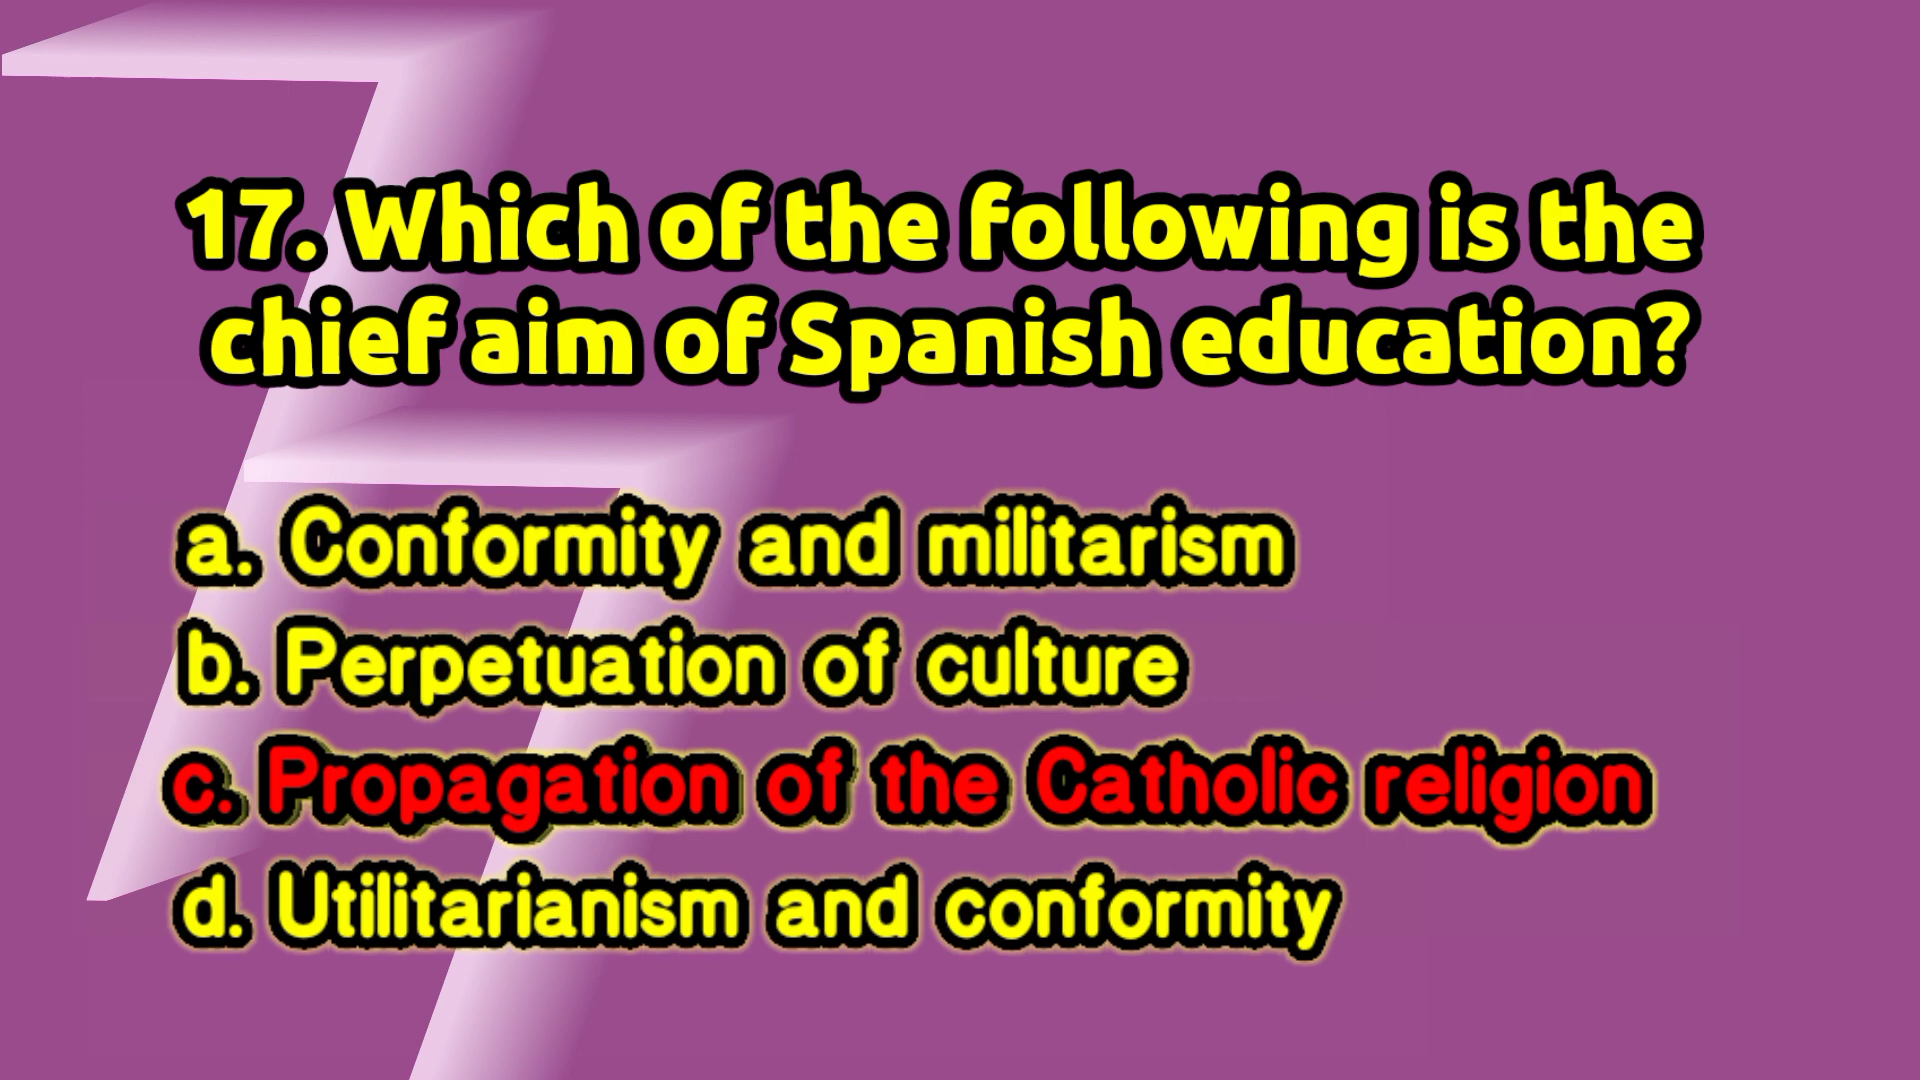 17. Which of the following is the
chief aim of Spanish education?
a. Conformity and militarism
b. Perpetuation of culture
c. Propagation of the Catholic religion
d. Utilitarianism and conformity